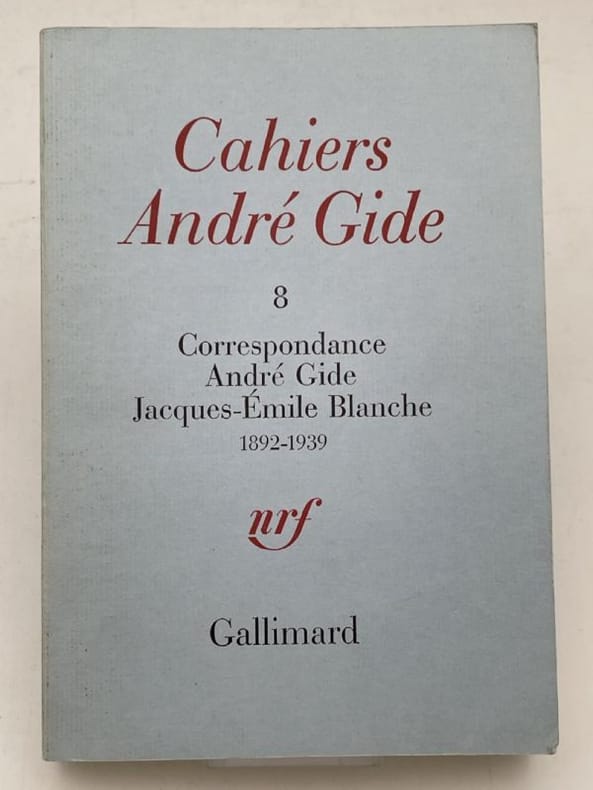 Cahiers
André Gide
8
Correspondance
André Gide
Jacques-Émile Blanche
1892-1939
nrf
Gallimard